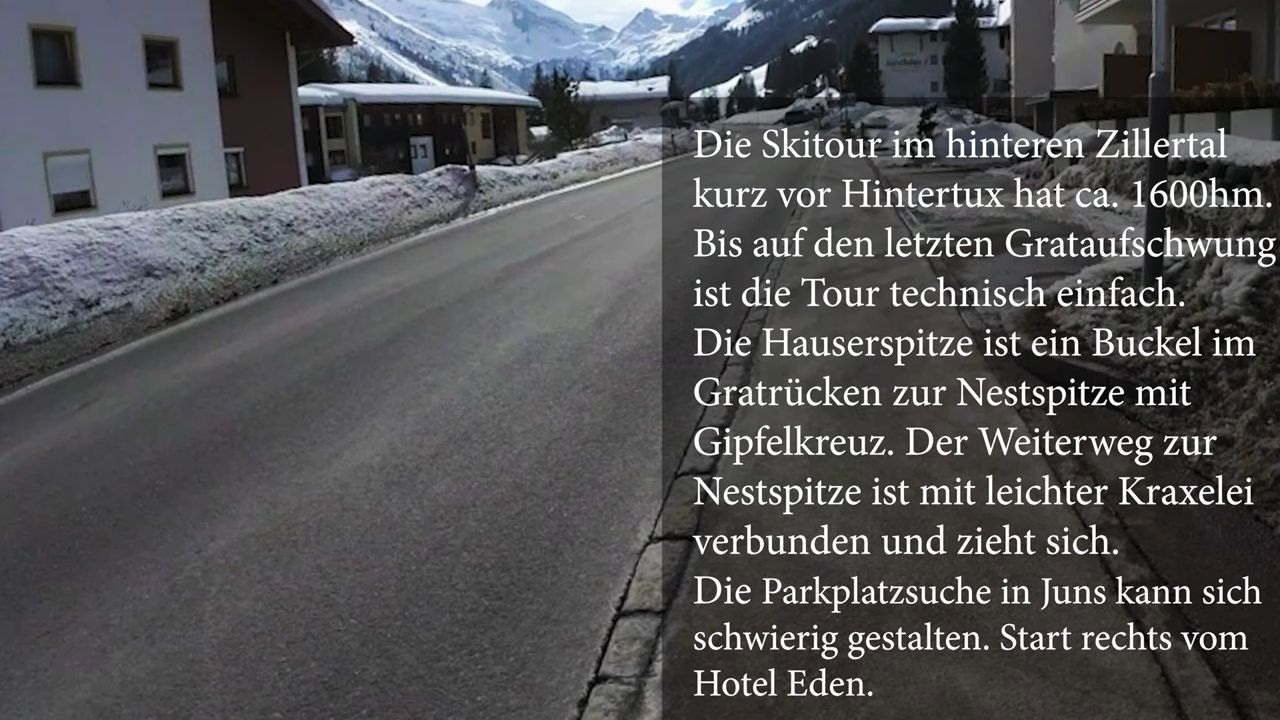 Die Skitour im hinteren Zillertal
kurz vor Hintertux hat ca. 1600hm.
Bis auf den letzten Grataufschwung
ist die Tour technisch einfach.
Die Hauserspitze ist ein Buckel im
Gratrücken zur Nestspitze mit
Gipfelkreuz. Der Weiterweg zur
Nestspitze ist mit leichter Kraxelei
verbunden und zieht sich.
Die Parkplatzsuche in Juns kann sich
schwierig gestalten. Start rechts vom
Hotel Eden.